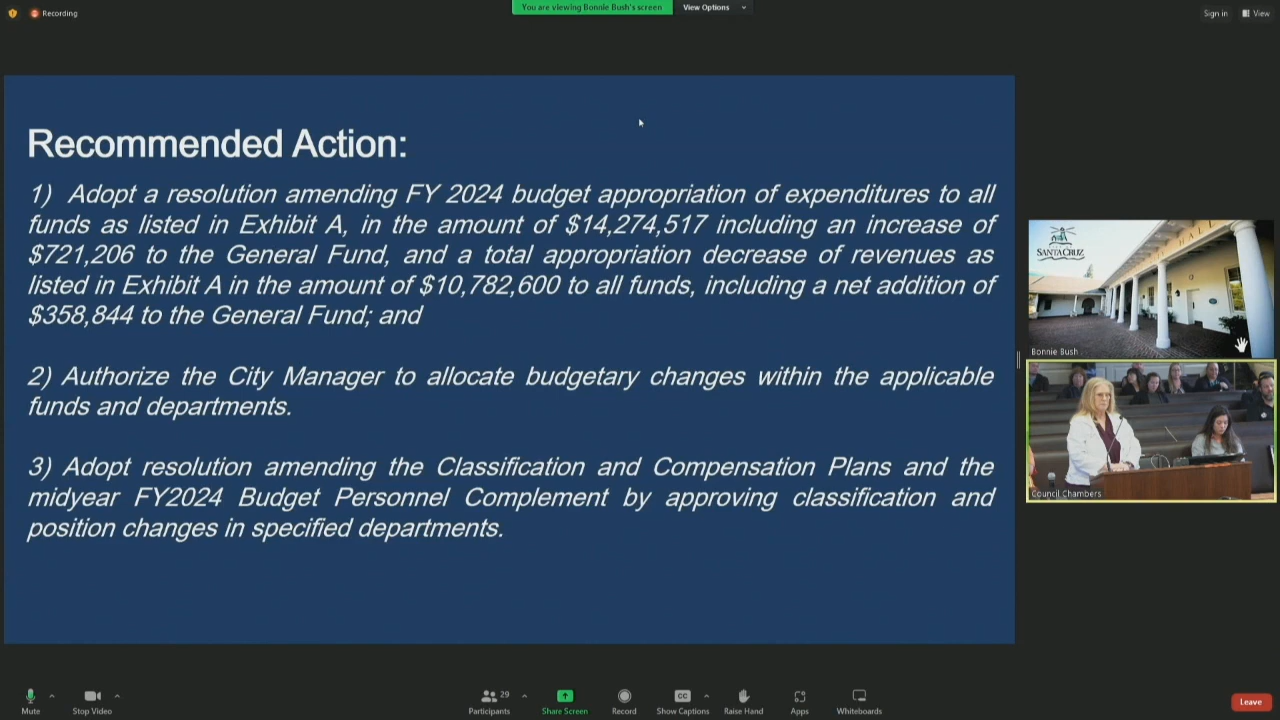 Recording
You are viewing Bonnie Bush's screen
View Options
Sign in
View
Recommended Action:
1) Adopt a resolution amending FY 2024 budget appropriation of expenditures to all
funds as listed in Exhibit A, in the amount of $14,274,517 including an increase of
$721,206 to the General Fund, and a total appropriation decrease of revenues as
listed in Exhibit A in the amount of $10,782,600 to all funds, including a net addition of
$358,844 to the General Fund; and
2) Authorize the City Manager to allocate budgetary changes within the applicable
funds and departments.
3) Adopt resolution amending the Classification and Compensation Plans and the
midyear FY2024 Budget Personnel Complement by approving classification and
position changes in specified departments.
SANTA CRUZ
Bonnie Bush
Council Chambers
Mute
Stop Video
Participants
29
Share Screen
Record
CC
Show Captions
Raise Hand
Apps
Whiteboards
Leave